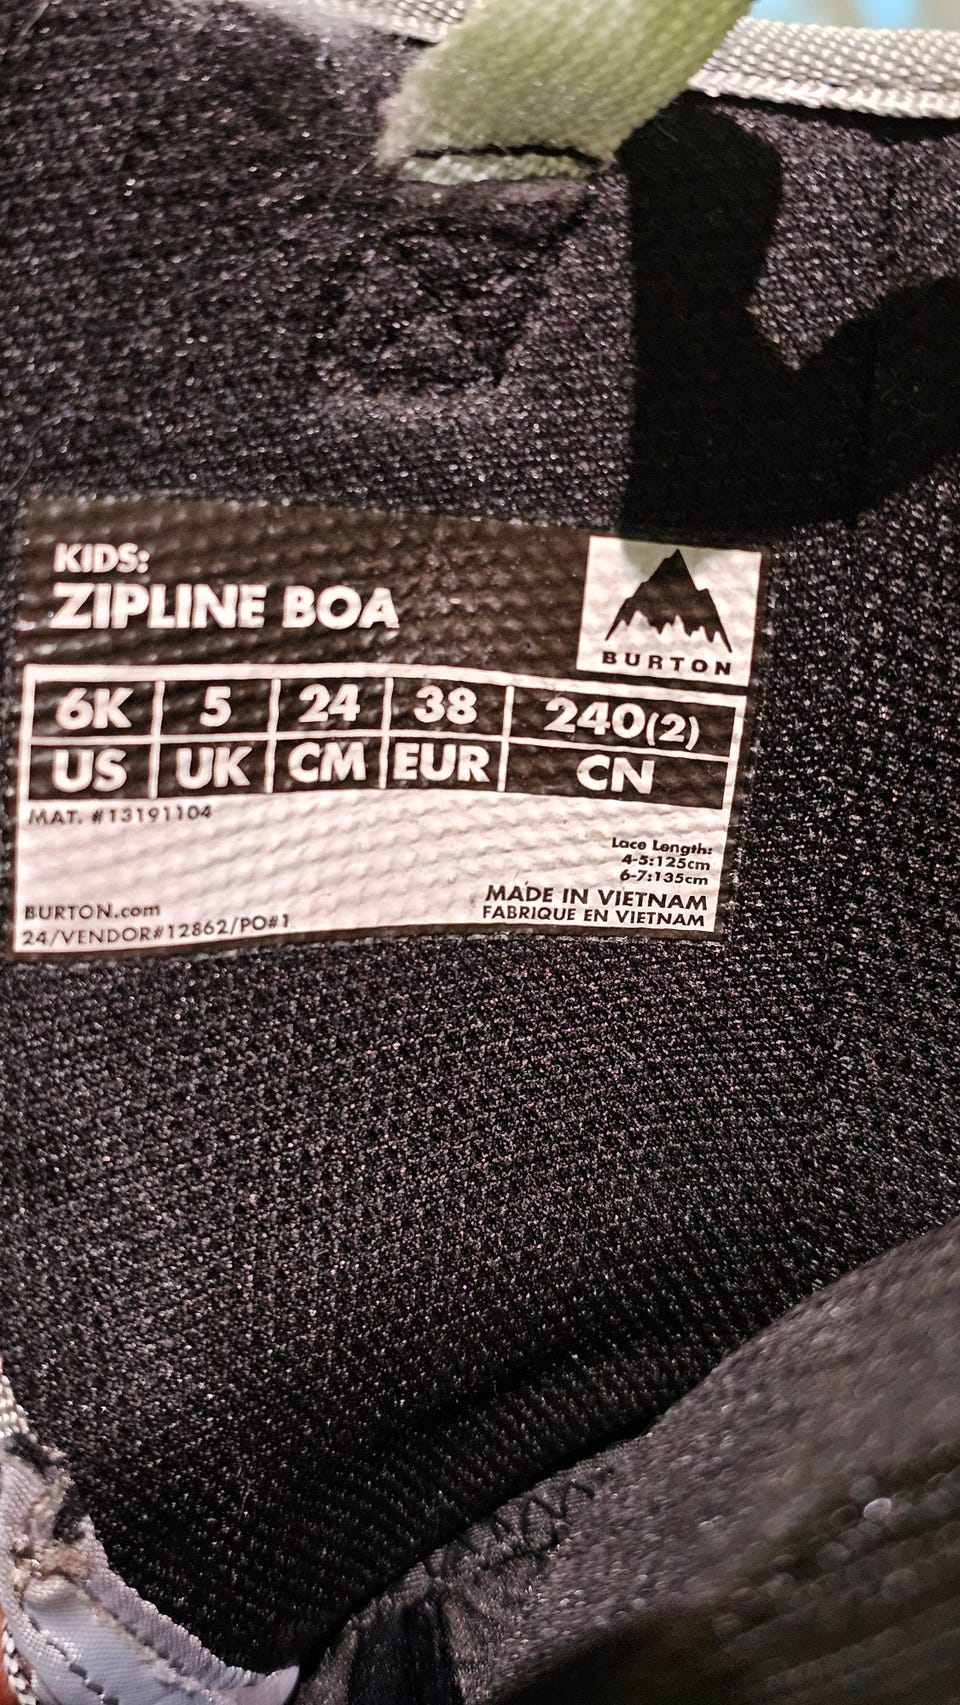 KIDS:
ZIPLINE BOA
BURTON
6K 5 24 38 240(2)
US UK CM EUR CN
MAT. #13191104
Lace Length:
4-5:125cm
6-7:135cm
MADE IN VIETNAM
FABRIQUE EN VIETNAM
BURTON.com
24/VENDOR#12862/PO#1